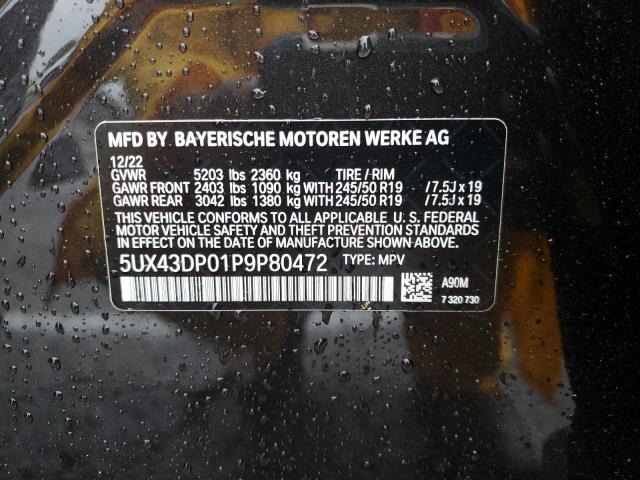 MFD BY. BAYERISCHE MOTOREN WERKE AG
12/22
GVWR 5203 lbs 2360 kg TIRE / RIM
GAWR FRONT 2403 lbs 1090 kg WITH 245/50 R19 / 7.5J x 19
GAWR REAR 3042 lbs 1380 kg WITH 245/50 R19 / 7.5J x 19
THIS VEHICLE CONFORMS TO ALL APPLICABLE U. S. FEDERAL
MOTOR VEHICLE SAFETY AND THEFT PREVENTION STANDARDS
IN EFFECT ON THE DATE OF MANUFACTURE SHOWN ABOVE.
5UX43DP01P9P80472 TYPE: MPV
A90M
7 320 730